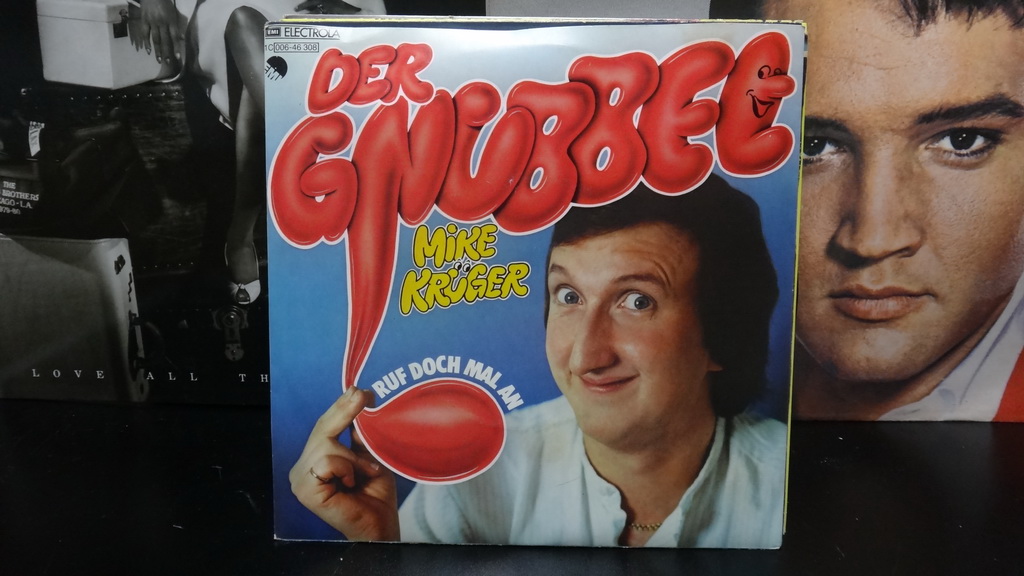 EMI ELECTROLA
1C 006-46 308
EMI
DER
GNUBBEL
MIKE
KRÜGER
RUF DOCH MAL AN
THE
BROTHERS
LOVE ALL TH